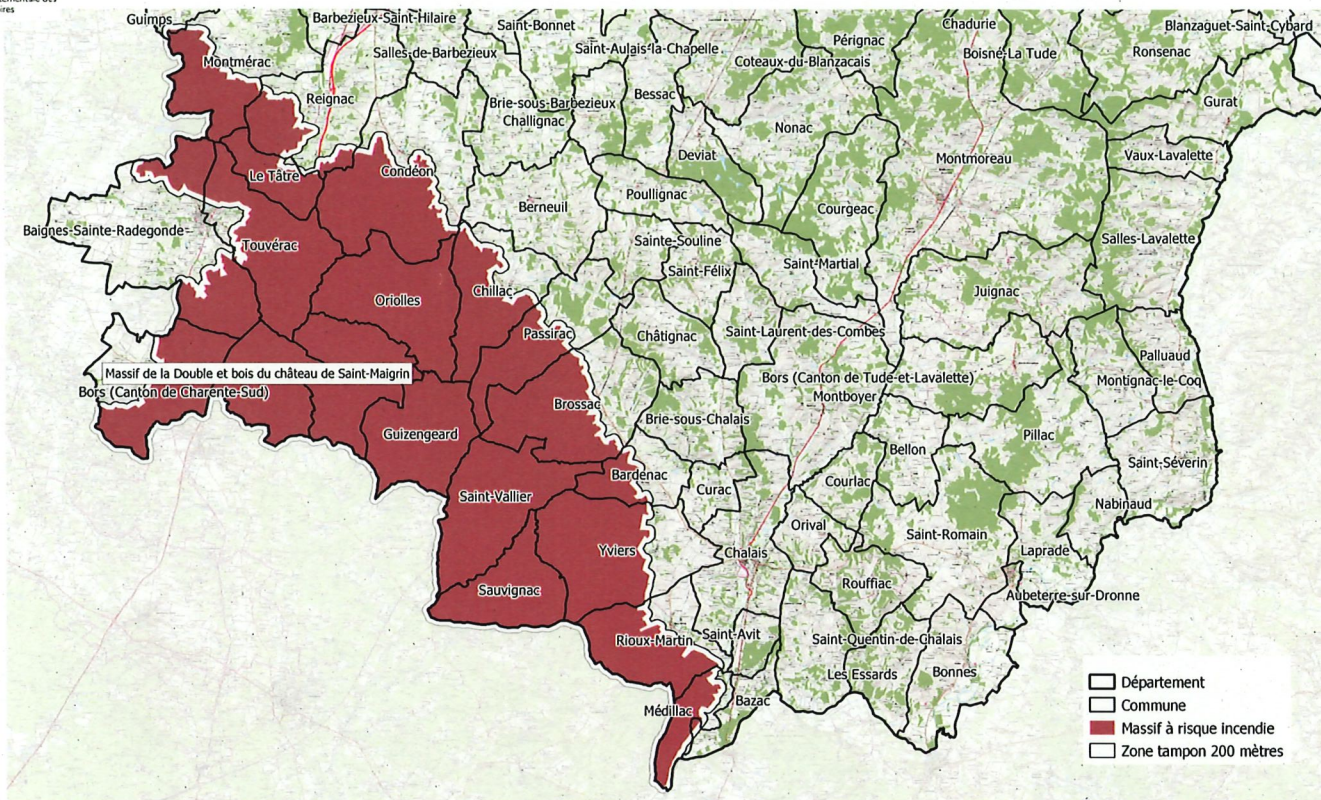 Guimps
Barbezieux-Saint-Hilaire
Saint-Bonnet
Chadurie
Blanzaguet-Saint-Cybard
Montmérac
Salles-de-Barbezieux
Saint-Aulais-la-Chapelle
Pérignac
Boisné-La Tude
Ronsenac
Coteaux-du-Blanzacais
Reignac
Brie-sous-Barbezieux
Bessac
Gurat
Challignac
Nonac
Deviat
Montmoreau
Vaux-Lavalette
Le Tâtre
Condéon
Poullignac
Berneuil
Courgeac
Baignes-Sainte-Radegonde
Touvérac
Sainte-Souline
Salles-Lavalette
Saint-Félix
Saint-Martial
Oriolles
Chillac
Juignac
Passirac
Châtignac
Saint-Laurent-des-Combes
Palluaud
Massif de la Double et bois du château de Saint-Maigrin
Bors (Canton de Tude-et-Lavalette)
Montignac-le-Coq
Bors (Canton de Charente-Sud)
Montboyer
Brossac
Brie-sous-Chalais
Guizengeard
Pillac
Bellon
Saint-Séverin
Bardenac
Saint-Vallier
Curac
Courlac
Nabinaud
Orival
Saint-Romain
Yviers
Chalais
Laprade
Sauvignac
Rouffiac
Aubeterre-sur-Dronne
Rioux-Martin
Saint-Avit
Saint-Quentin-de-Chalais
Les Essards
Bonnes
Médillac
Bazac
Département
Commune
Massif à risque incendie
Zone tampon 200 mètres